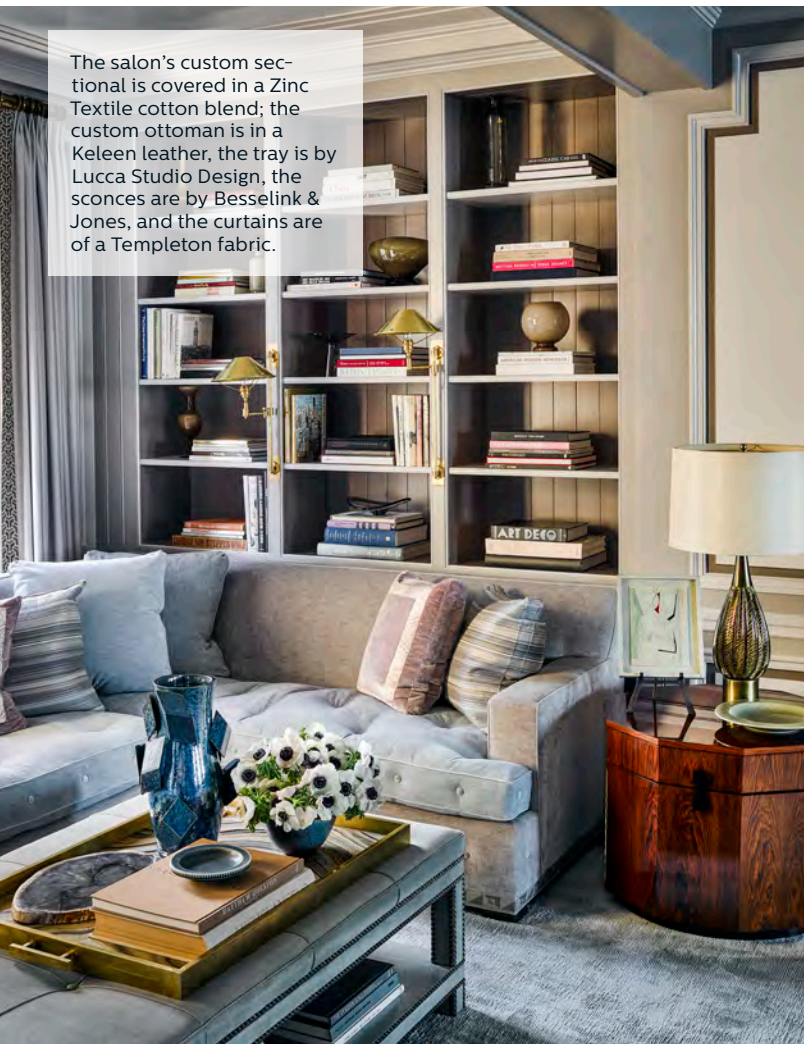 The salon’s custom sec-
tional is covered in a Zinc
Textile cotton blend; the
custom ottoman is in a
Keleen leather, the tray is by
Lucca Studio Design, the
sconces are by Besselink &
Jones, and the curtains are
of a Templeton fabric.
ART DECO